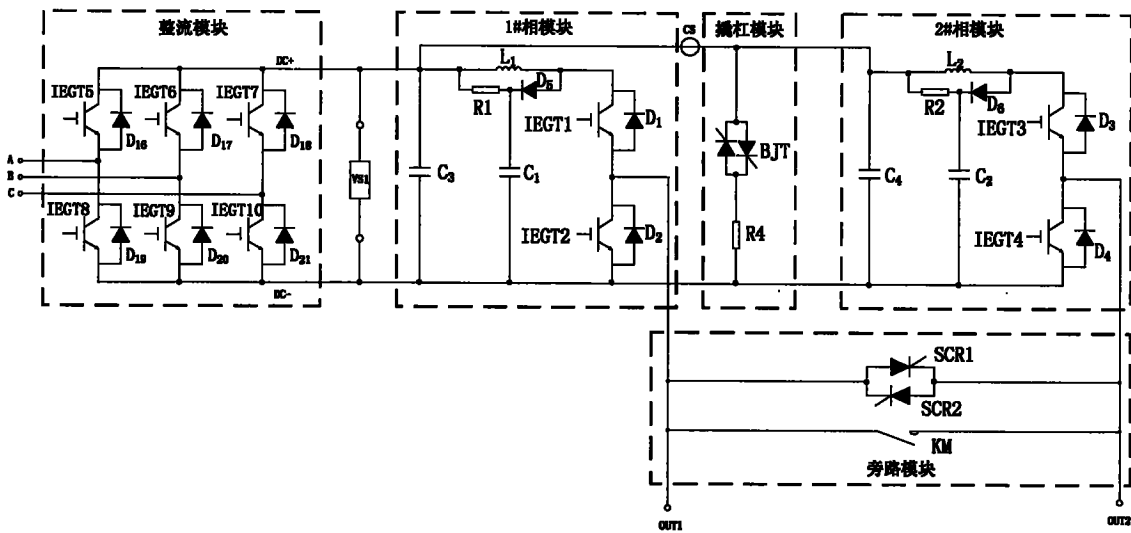 整流模块
1#相模块
撬杠模块
2#相模块
DC+
CS
L1
L2
IEGT5
IEGT6
IEGT7
D5
R1
D6
R2
IEGT1
D1
IEGT3
D3
D16
D17
D18
A
B
C
VS1
C3
C1
BJT
C4
C2
IEGT8
IEGT9
IEGT10
IEGT2
D2
R4
IEGT4
D4
D19
D20
D21
DC-
SCR1
SCR2
KM
旁路模块
OUT1
OUT2